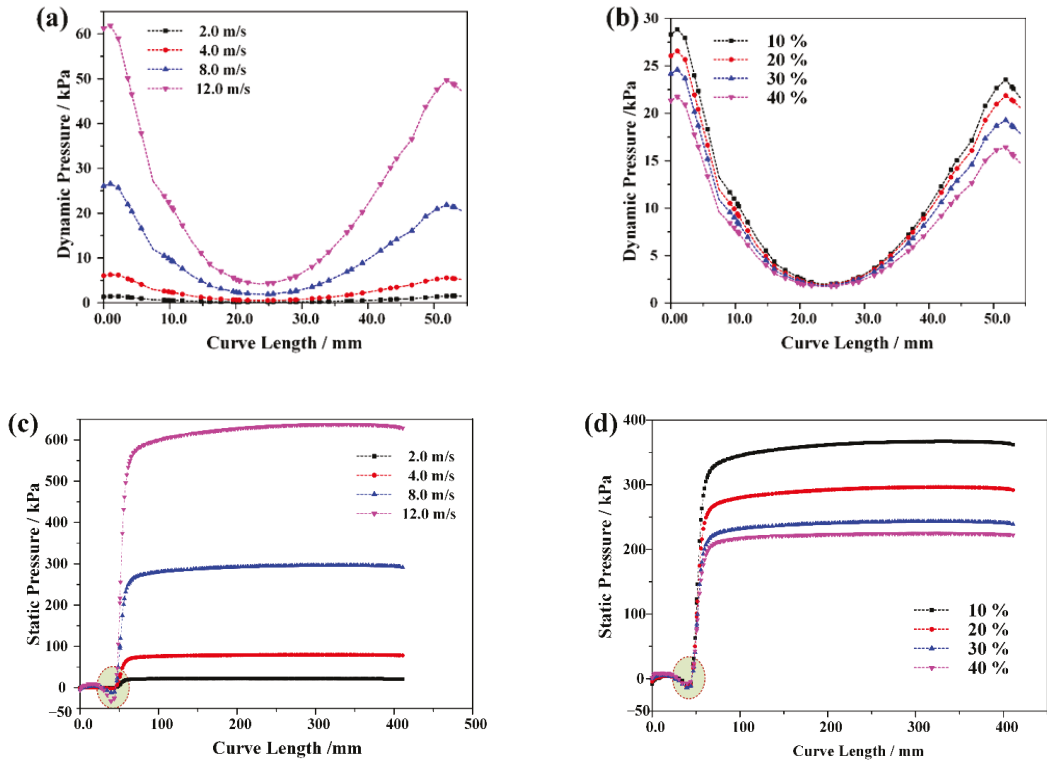 (a)
2.0 m/s
4.0 m/s
8.0 m/s
12.0 m/s
60
50
40
30
20
10
0
Dynamic Pressure / kPa
0.00 10.0 20.0 30.0 40.0 50.0
Curve Length / mm
(b)
10 %
20 %
30 %
40 %
30
25
20
15
10
5
0
Dynamic Pressure /kPa
0.00 10.0 20.0 30.0 40.0 50.0
Curve Length / mm
(c)
2.0 m/s
4.0 m/s
8.0 m/s
12.0 m/s
600
500
400
300
200
100
0
−50
Static Pressure / kPa
0.0 100 200 300 400 500
Curve Length /mm
(d)
10 %
20 %
30 %
40 %
400
300
200
100
0
−50
Static Pressure / kPa
0.0 100 200 300 400
Curve Length / mm